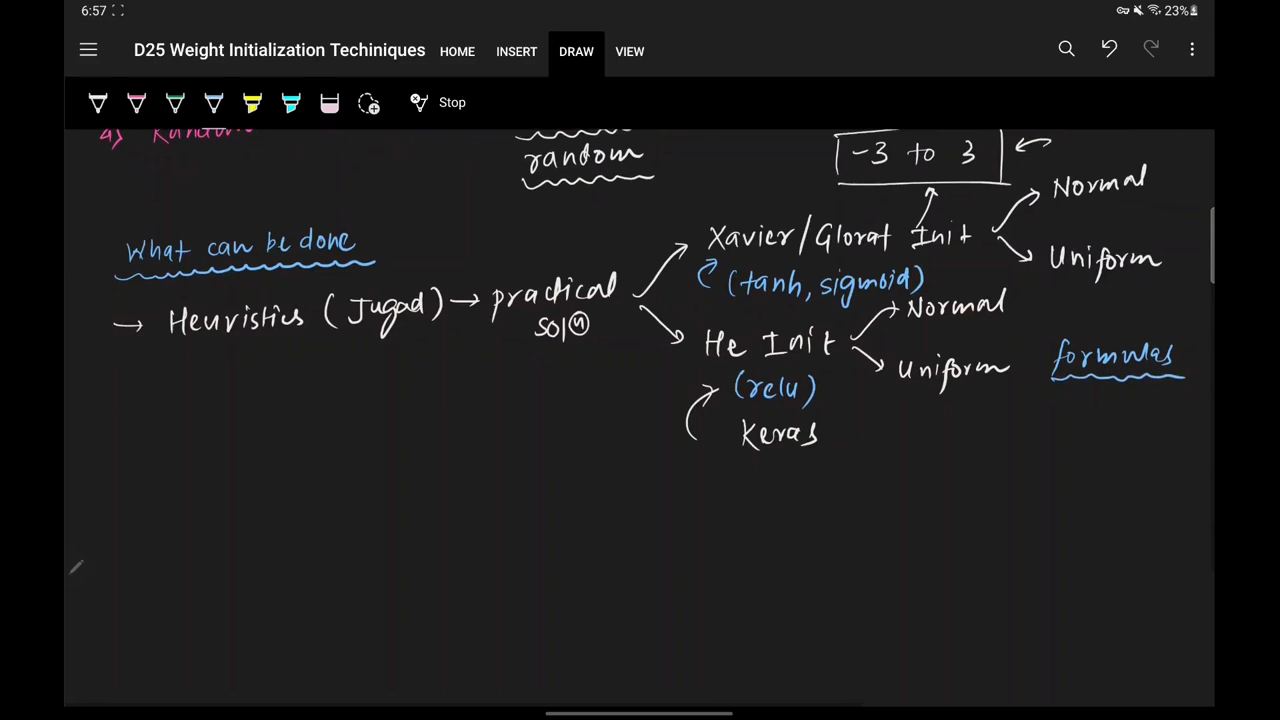 6:57
23%
D25 Weight Initialization Techiniques HOME INSERT DRAW VIEW
Stop
random
-3 to 3
Normal
What can be done
Xavier/Glorat Init
Uniform
→ Heuristics (Jugad) → practical
sol(n)
(tanh, sigmoid)
Normal
He Init
Uniform
formulas
(relu)
Keras